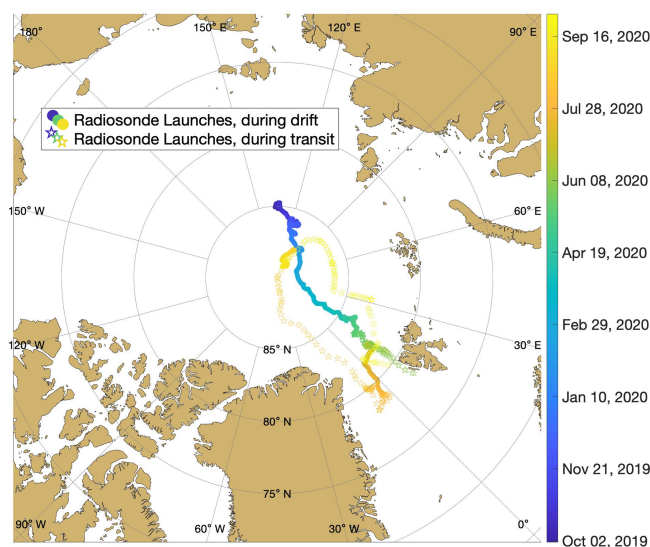 180°
150° E
120° E
90° E
Radiosonde Launches, during drift
Radiosonde Launches, during transit
150° W
60° E
120° W
30° E
85° N
80° N
75° N
90° W
60° W
30° W
0°
Sep 16, 2020
Jul 28, 2020
Jun 08, 2020
Apr 19, 2020
Feb 29, 2020
Jan 10, 2020
Nov 21, 2019
Oct 02, 2019